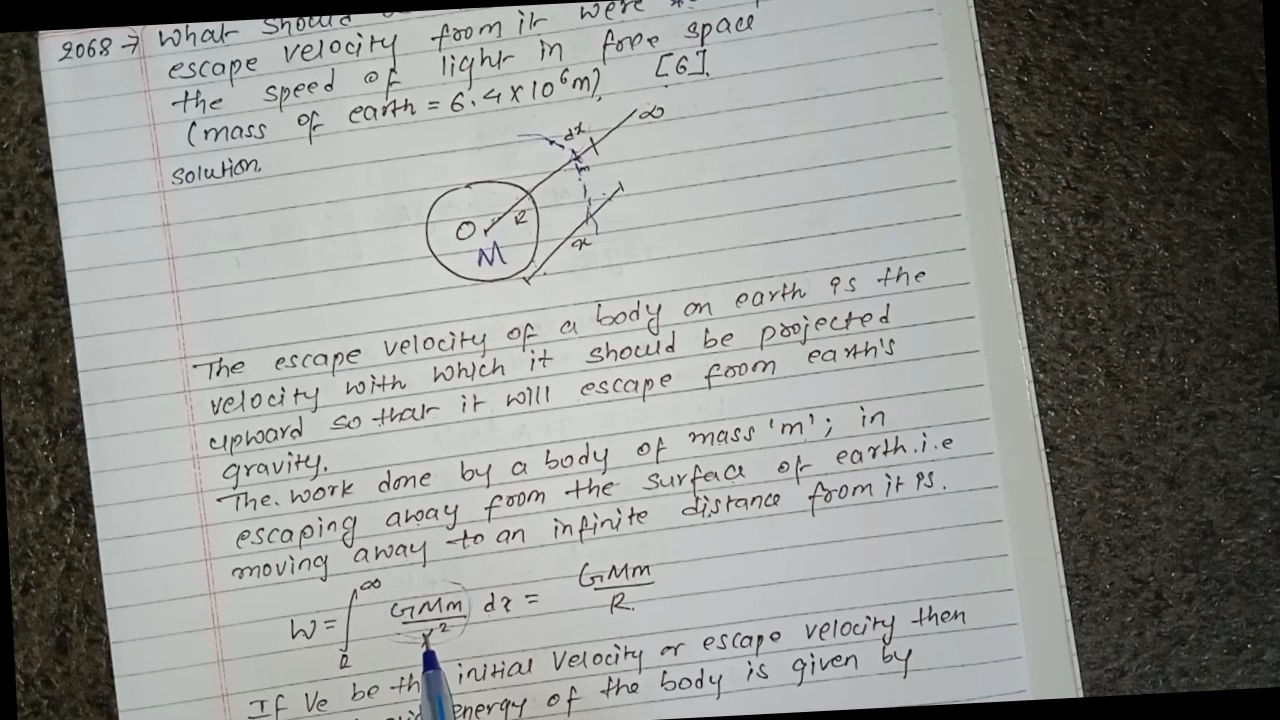 2068 → What should
escape velocity from it were
the speed of light in free space
(mass of earth = 6.4×10⁶m). [6].
solution.
∞
dx
m
O R
M
x
The escape velocity of a body on earth is the
velocity with which it should be projected
upward so that it will escape from earth's
gravity.
The work done by a body of mass 'm'; in
escaping away from the surface of earth. i.e
moving away to an infinite distance from it is.
W = ∫_R^∞ GMm/x² dx = GMm/R.
If Ve be the initial velocity or escape velocity then
energy of the body is given by